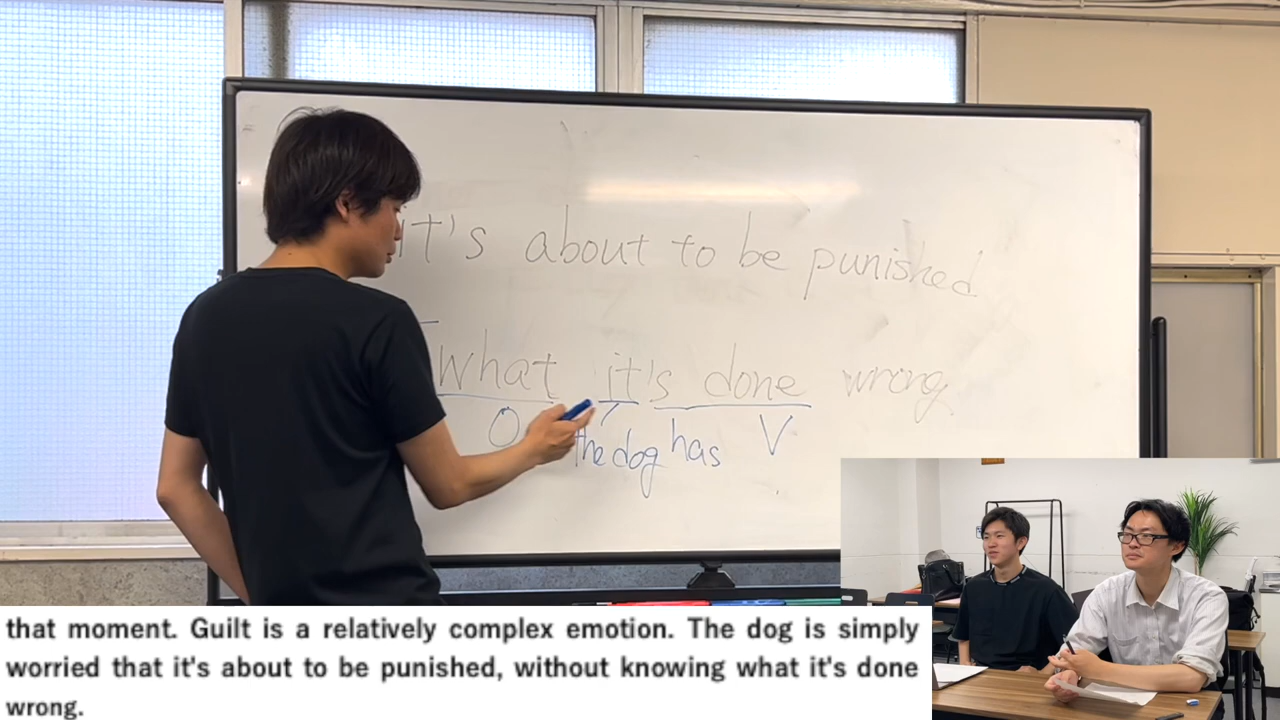 it's about to be punished
what it's done wrong
O the dog has V
that moment. Guilt is a relatively complex emotion. The dog is simply
worried that it's about to be punished, without knowing what it's done
wrong.